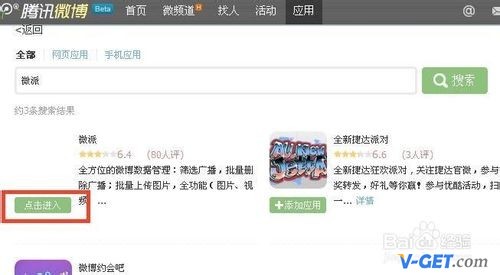 腾讯微博 Beta 首页 微频道 H 找人 活动 应用 @
<返回
全部 网页应用 手机应用
微派
搜索
约3条搜索结果
微派
6.4 (80人评)
全方位的微博数据管理：筛选广播，批量删
除广播；批量上传图片，全功能（图片、视
频... ...
点击进入
全新捷达派对
6.6 (3人评)
全新捷达狂欢派对，关注捷达官微，参与
奖转发，好礼等你赢！参与优酷活动，扫
... 详情
+添加应用
微博约会吧
Baidu 经验
V-GET.com